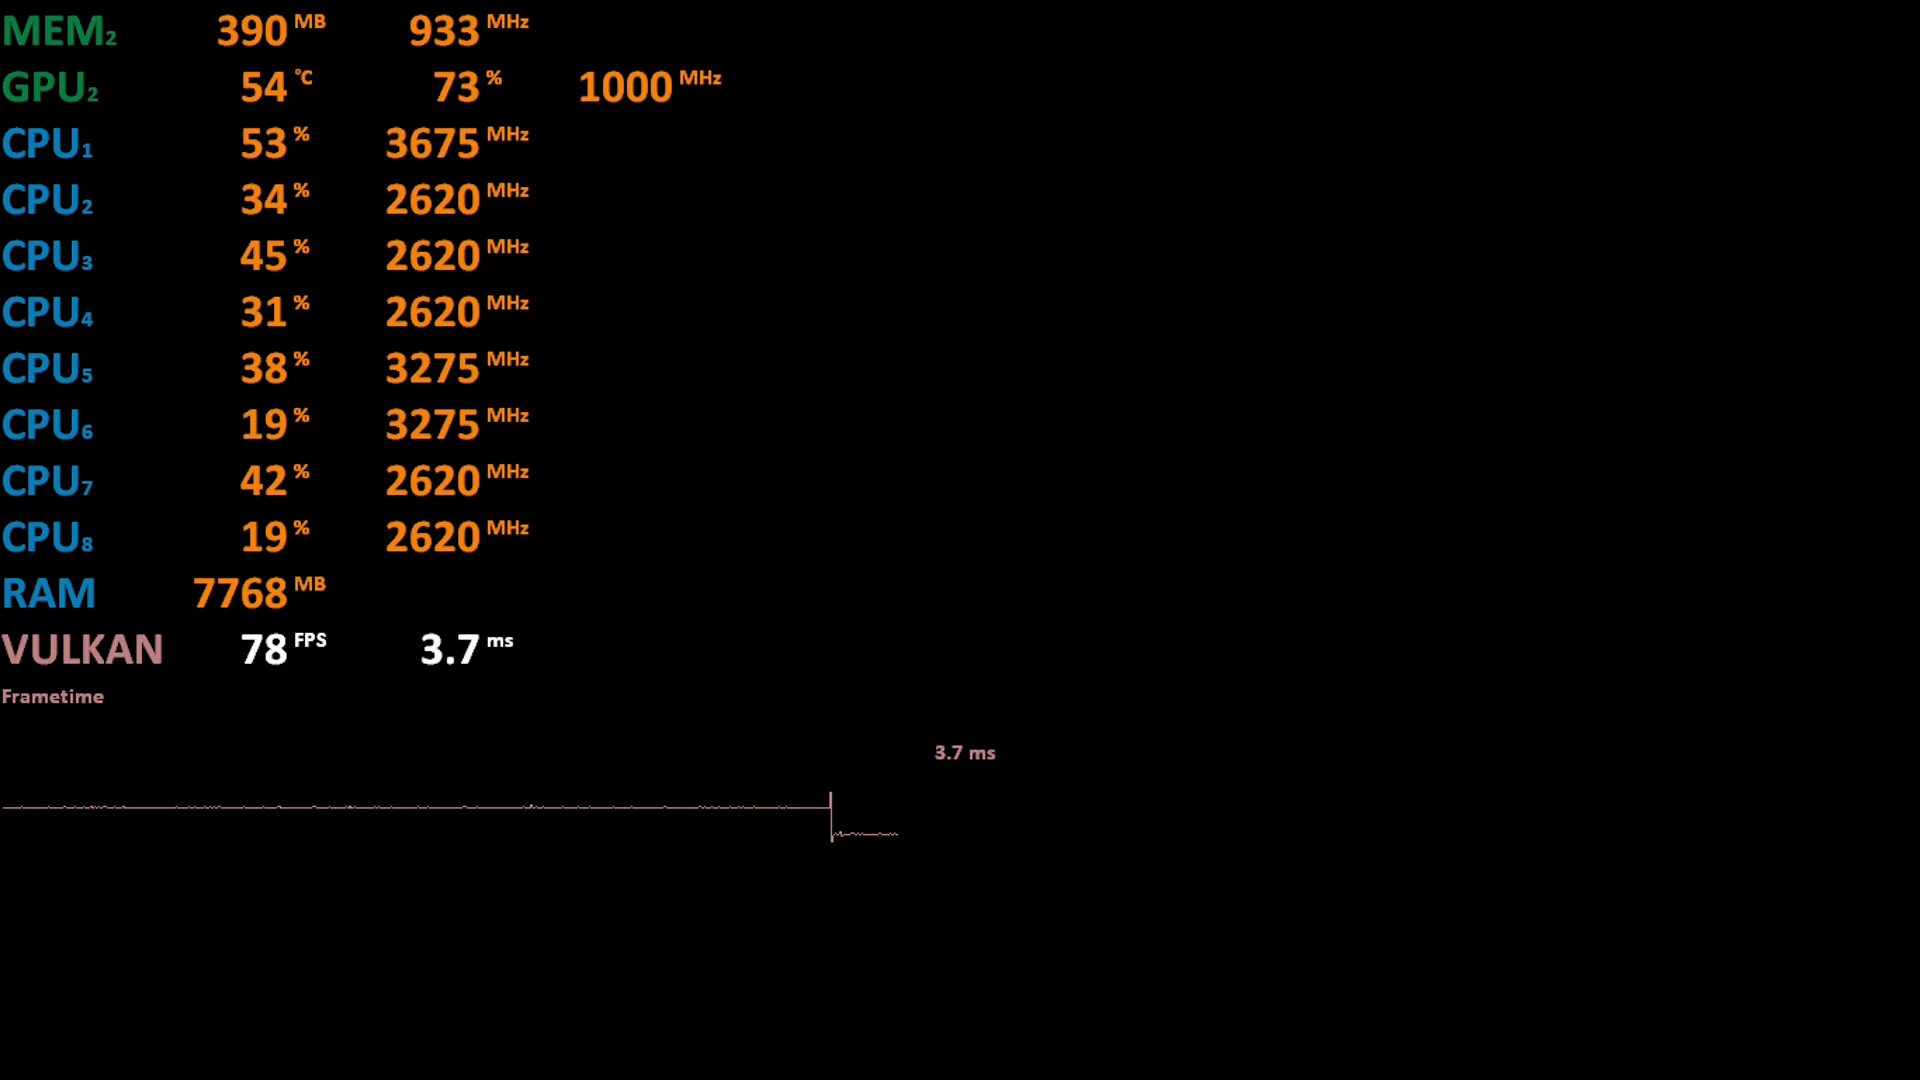 MEM₂ 390 MB 933 MHz
GPU₂ 54 °C 73 % 1000 MHz
CPU₁ 53 % 3675 MHz
CPU₂ 34 % 2620 MHz
CPU₃ 45 % 2620 MHz
CPU₄ 31 % 2620 MHz
CPU₅ 38 % 3275 MHz
CPU₆ 19 % 3275 MHz
CPU₇ 42 % 2620 MHz
CPU₈ 19 % 2620 MHz
RAM 7768 MB
VULKAN 78 FPS 3.7 ms
Frametime
3.7 ms